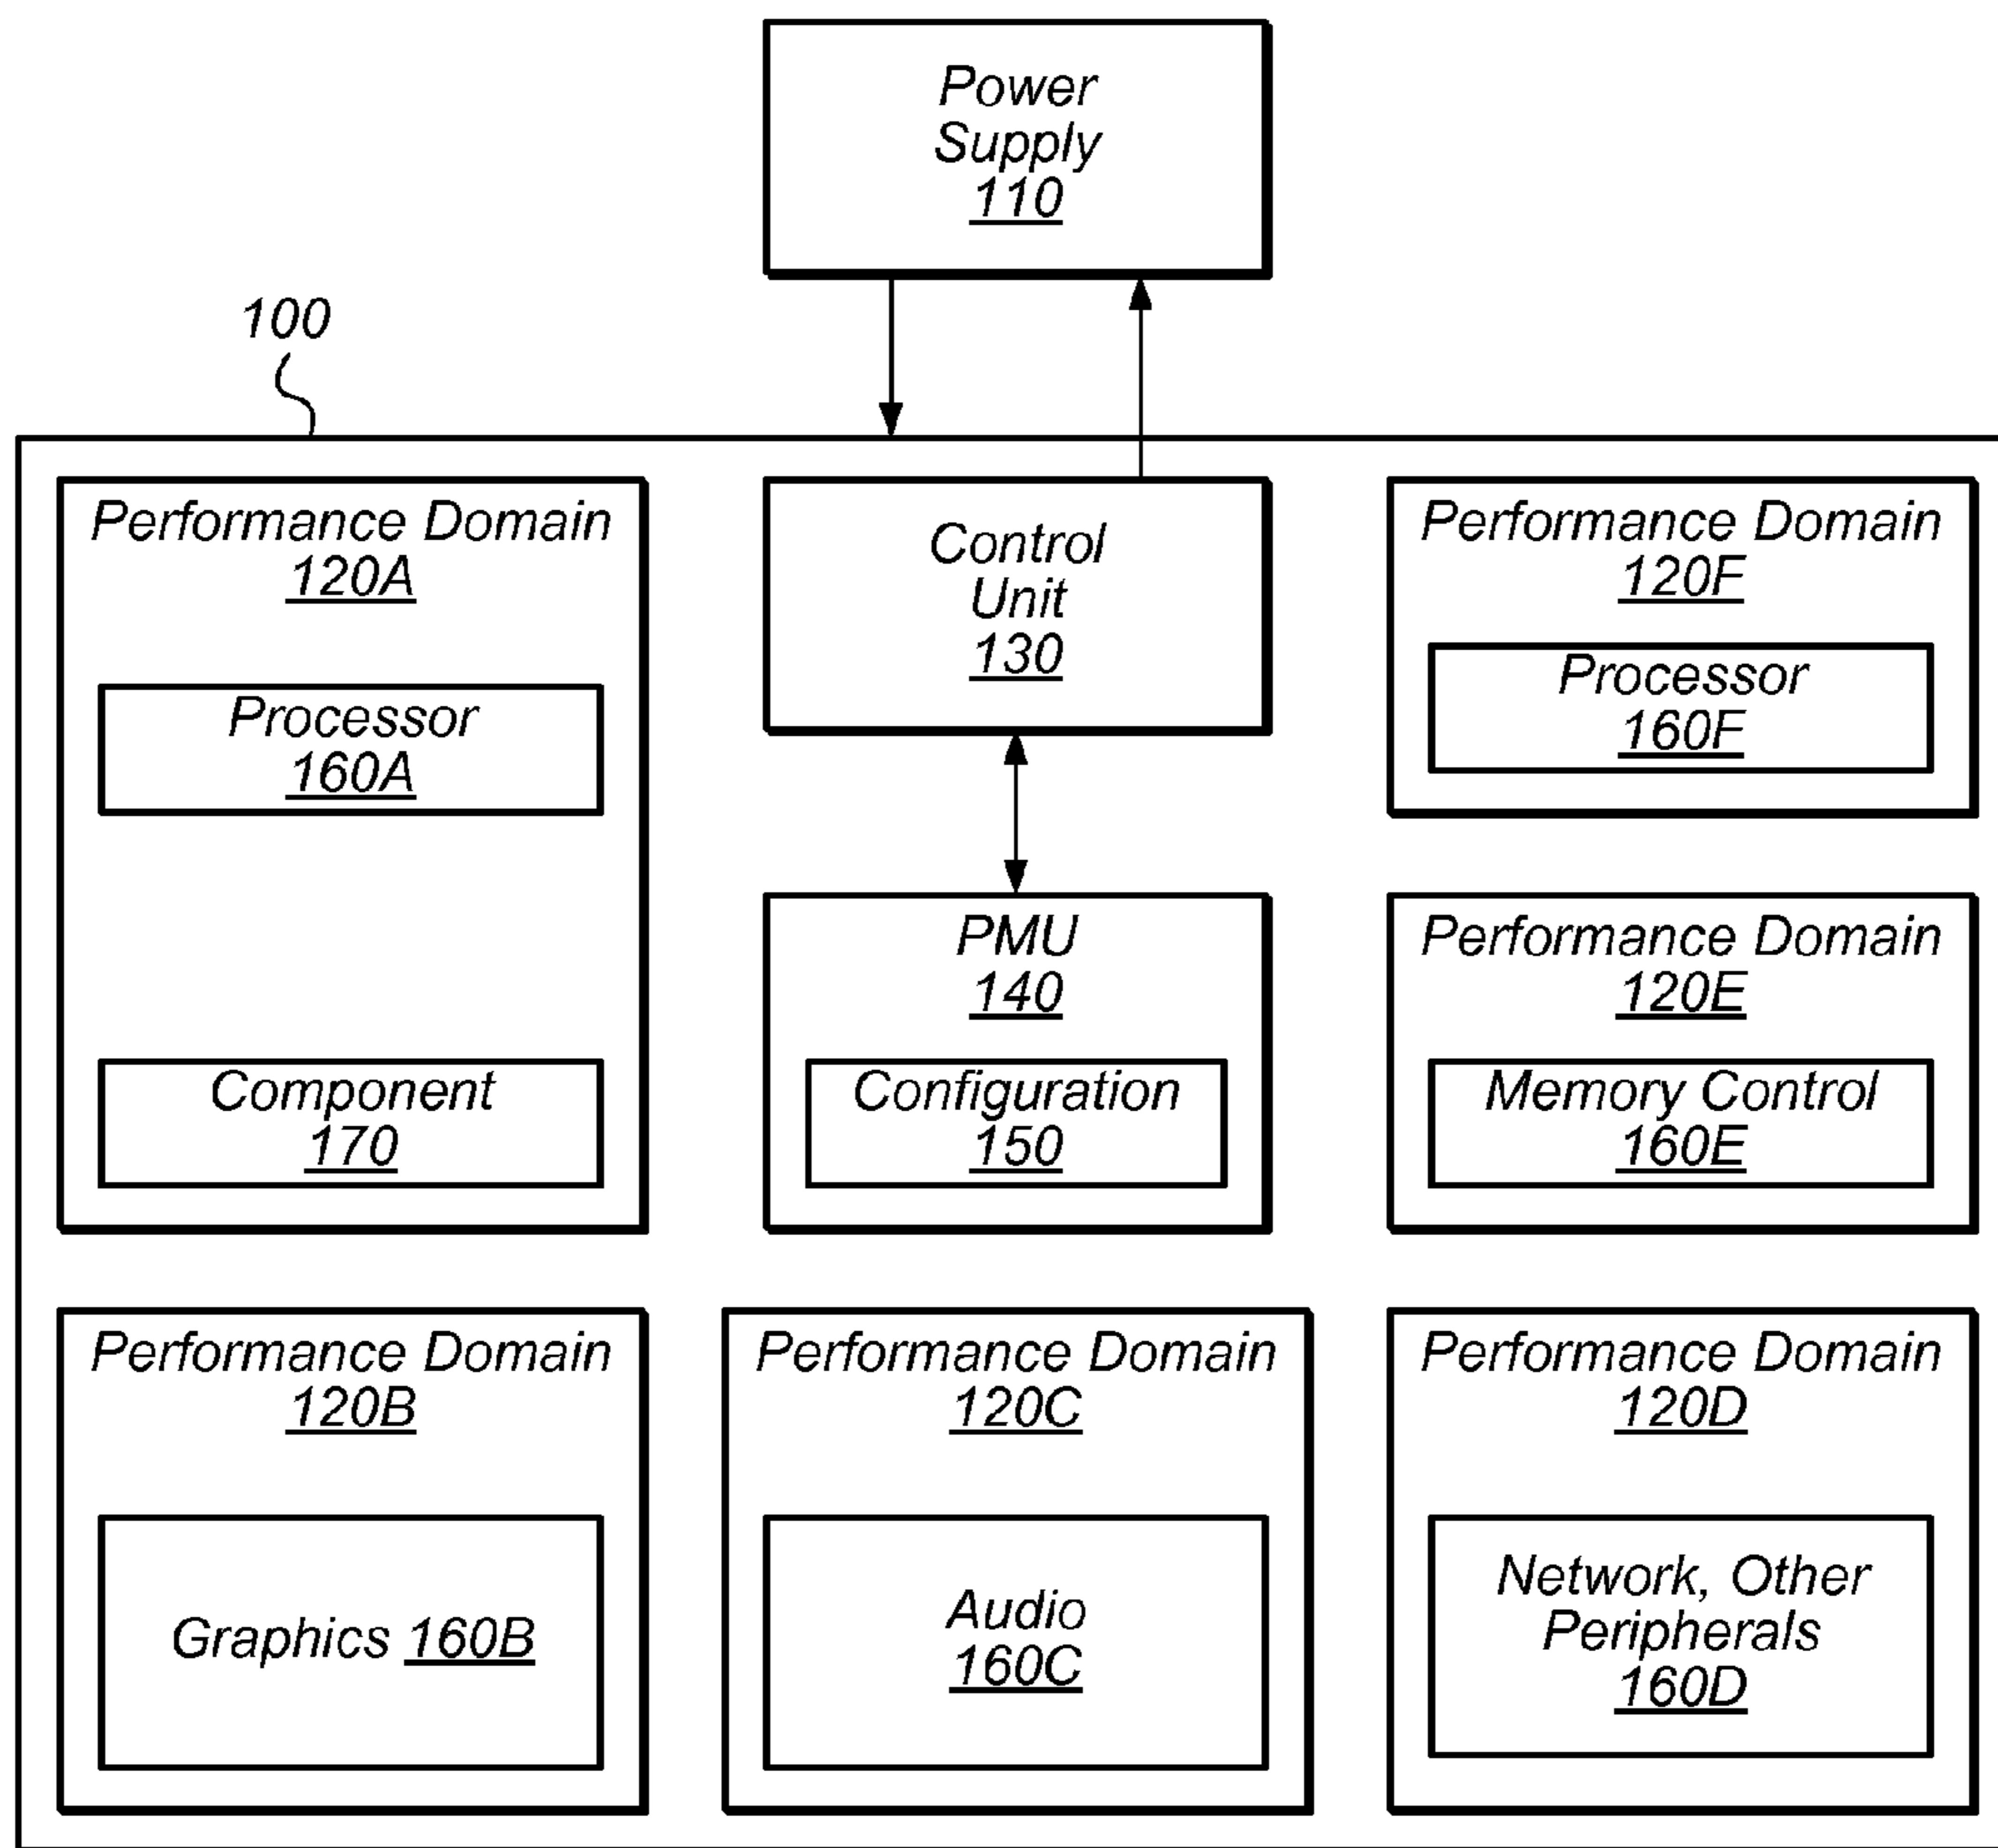 Power
Supply
110
100
Performance Domain
120A
Processor
160A
Component
170
Control
Unit
130
PMU
140
Configuration
150
Performance Domain
120F
Processor
160F
Performance Domain
120E
Memory Control
160E
Performance Domain
120B
Graphics 160B
Performance Domain
120C
Audio
160C
Performance Domain
120D
Network, Other
Peripherals
160D